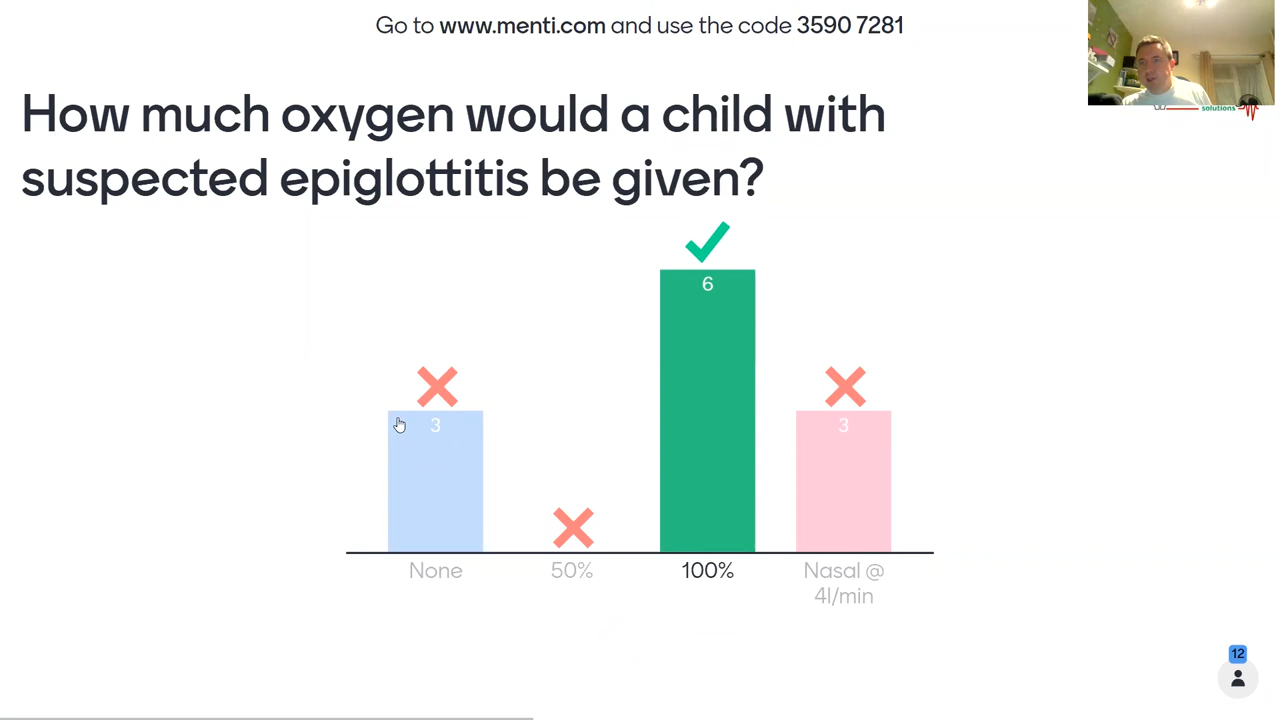 Go to www.menti.com and use the code 3590 7281
solutions
How much oxygen would a child with
suspected epiglottitis be given?
6
3
3
None
50%
100%
Nasal @
4l/min
12